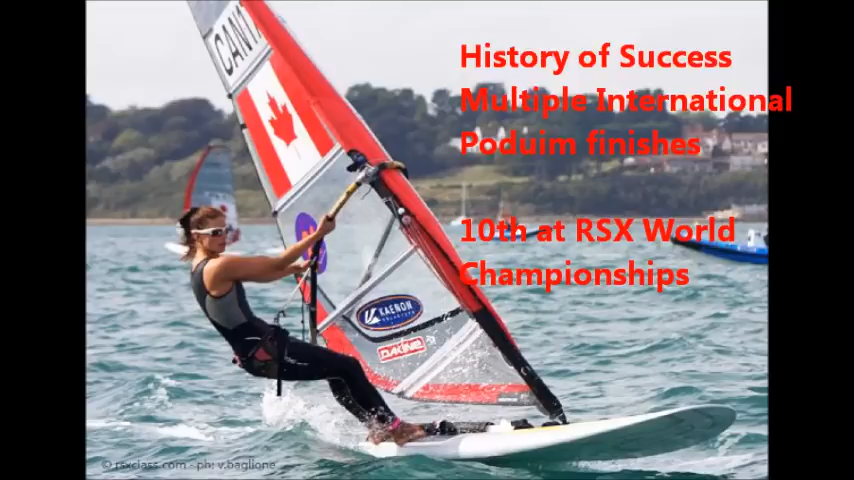 CAN 1
History of Success
Multiple International
Poduim finishes
10th at RSX World
Championships
KAENON
DAKINE
© rsxclass.com - ph: v.baglione